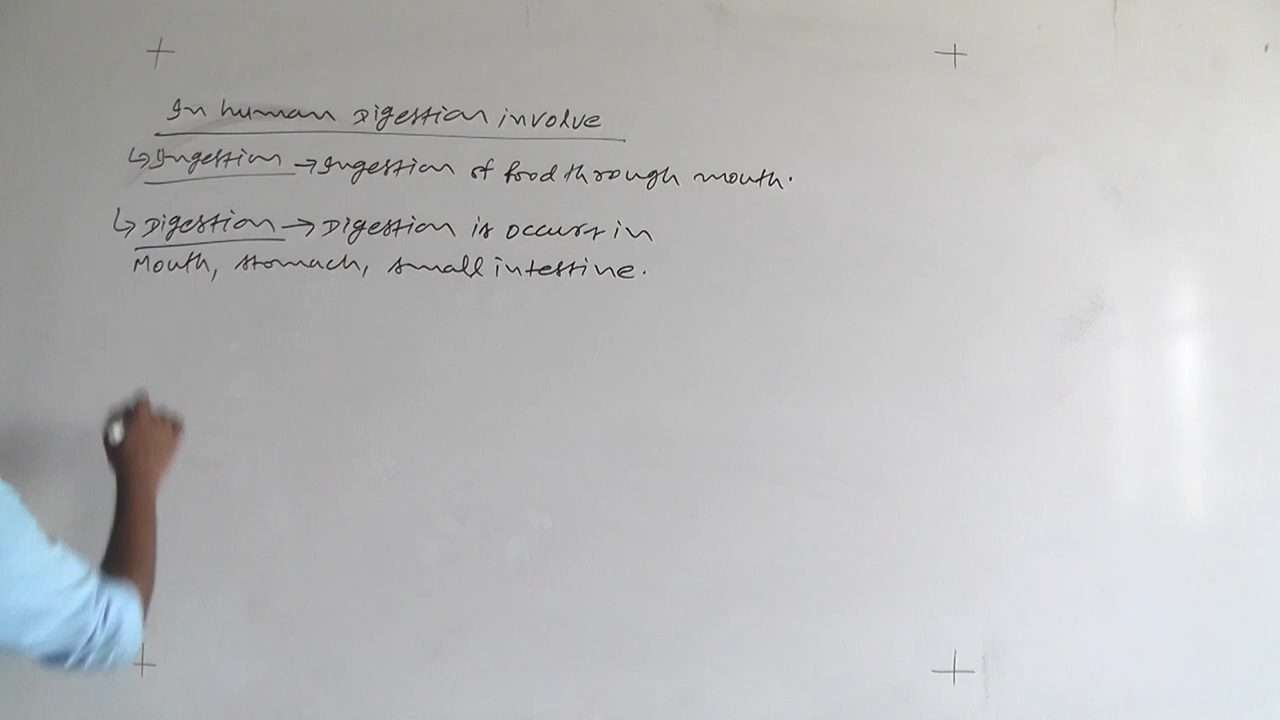 In human Digestion involve
↳ Ingestion → Ingestion of food through mouth.
↳ Digestion → Digestion is occurs in
Mouth, stomach, small intestine.